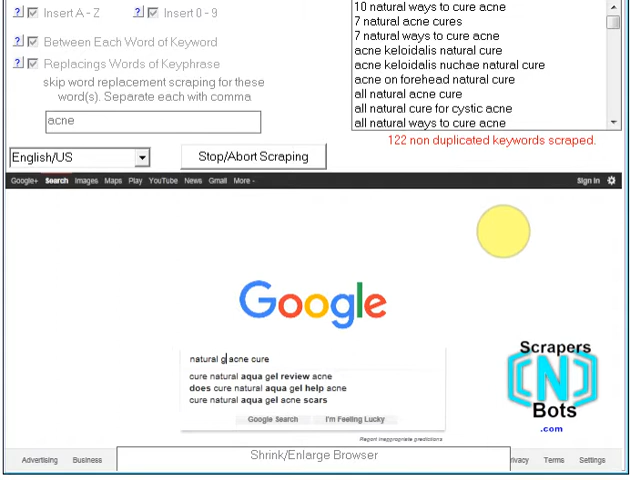 ? Insert A - Z ? Insert 0 - 9
? Between Each Word of Keyword
? Replacings Words of Keyphrase
skip word replacement scraping for these
word(s). Separate each with comma
acne
English/US
Stop/Abort Scraping
10 natural ways to cure acne
7 natural acne cures
7 natural ways to cure acne
acne keloidalis natural cure
acne keloidalis nuchae natural cure
acne on forehead natural cure
all natural acne cure
all natural cure for cystic acne
all natural ways to cure acne
122 non duplicated keywords scraped.
Google+ Search Images Maps Play YouTube News Gmail More - Sign in
Google
natural g acne cure
cure natural aqua gel review acne
does cure natural aqua gel help acne
cure natural aqua gel acne scars
Google Search I'm Feeling Lucky
Report inappropriate predictions
Scrapers
[N]
Bots
.com
Advertising Business Shrink/Enlarge Browser rivacy Terms Settings